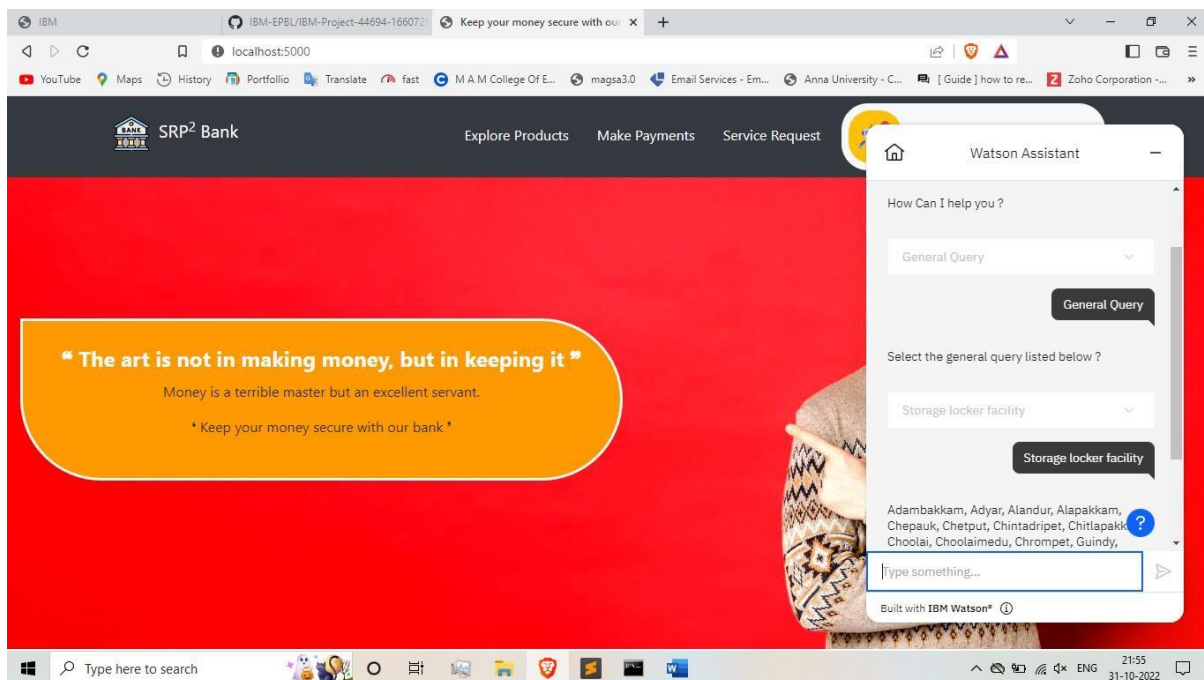 IBM
IBM-EPBL/IBM-Project-44694-166072
Keep your money secure with our
localhost:5000
YouTube Maps History Portfollio Translate fast M A M College Of E... magsa3.0 Email Services - Em... Anna University - C... [ Guide ] how to re... Zoho Corporation -...
BANK
SRP² Bank
Explore Products Make Payments Service Request
❝ The art is not in making money, but in keeping it ❞
Money is a terrible master but an excellent servant.
❛ Keep your money secure with our bank ❜
Watson Assistant
How Can I help you ?
General Query
General Query
Select the general query listed below ?
Storage locker facility
Storage locker facility
Adambakkam, Adyar, Alandur, Alapakkam,
Chepauk, Chetput, Chintadripet, Chitlapakk
Choolai, Choolaimedu, Chrompet, Guindy,
?
Type something...
Built with IBM Watson®
Type here to search
ENG
21:55
31-10-2022